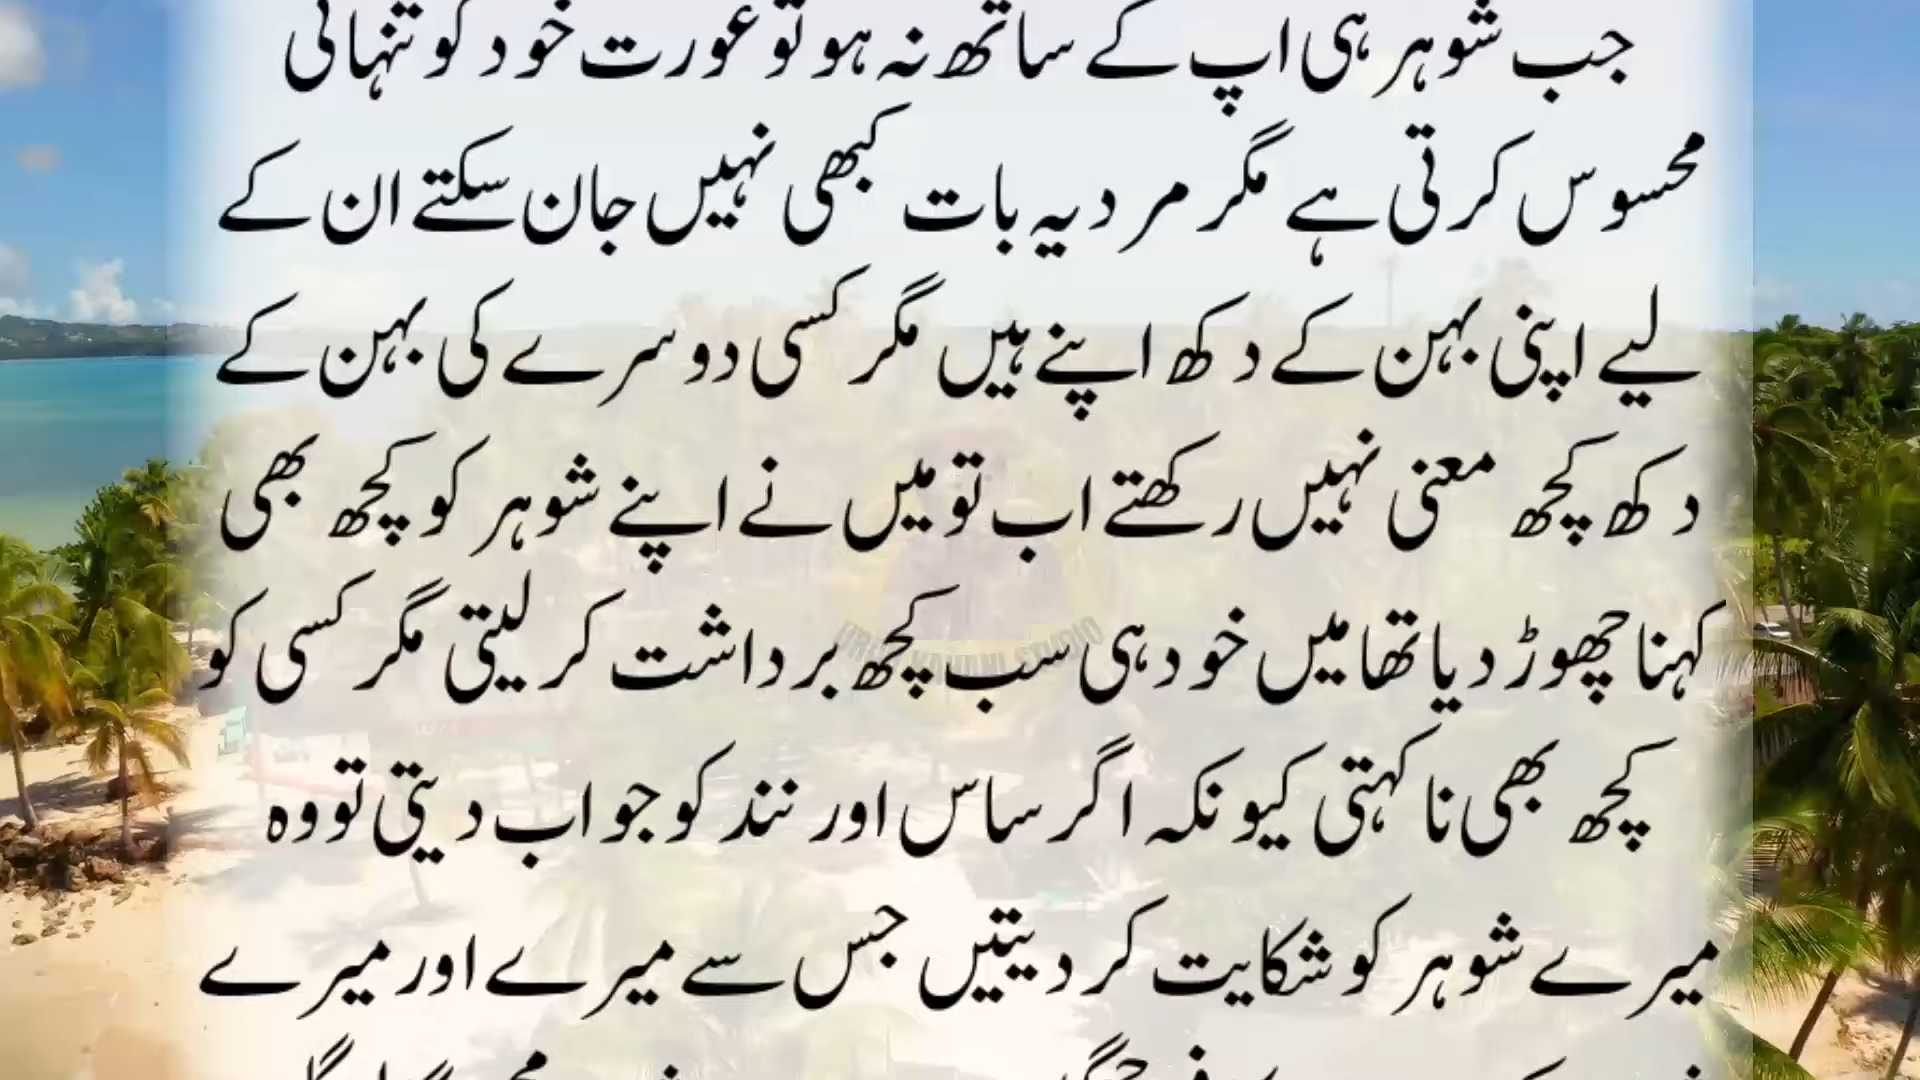 جب شوہر ہی اپ کے ساتھ نہ ہو تو عورت خود کو تنہائی
محسوس کرتی ہے مگر مرد یہ بات کبھی نہیں جان سکتے ان کے
لیے اپنی بہن کے دکھ اپنے ہیں مگر کسی دوسرے کی بہن کے
دکھ کچھ معنی نہیں رکھتے اب تو میں نے اپنے شوہر کو کچھ بھی
کہنا چھوڑ دیا تھا میں خود ہی سب کچھ برداشت کر لیتی مگر کسی کو
کچھ بھی نا کہتی کیونکہ اگر ساس اور نند کو جواب دیتی تو وہ
میرے شوہر کو شکایت کر دیتیں جس سے میرے اور میرے